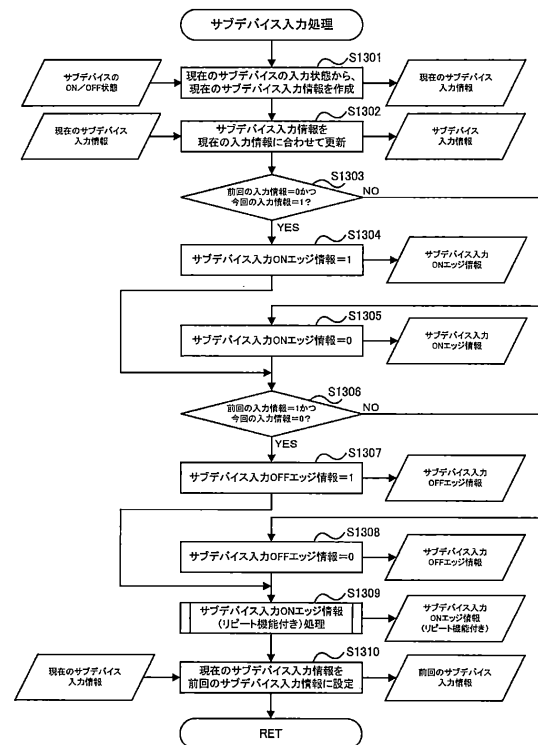 サブデバイス入力処理
S1301
サブデバイスの
ON/OFF状態
現在のサブデバイスの入力状態から、
現在のサブデバイス入力情報を作成
現在のサブデバイス
入力情報
S1302
現在のサブデバイス
入力情報
サブデバイス入力情報を
現在の入力情報に合わせて更新
サブデバイス
入力情報
S1303
前回の入力情報=0かつ
今回の入力情報=1?
NO
YES
S1304
サブデバイス入力ONエッジ情報=1
サブデバイス入力
ONエッジ情報
S1305
サブデバイス入力ONエッジ情報=0
サブデバイス入力
ONエッジ情報
S1306
前回の入力情報=1かつ
今回の入力情報=0?
NO
YES
S1307
サブデバイス入力OFFエッジ情報=1
サブデバイス入力
OFFエッジ情報
S1308
サブデバイス入力OFFエッジ情報=0
サブデバイス入力
OFFエッジ情報
S1309
サブデバイス入力ONエッジ情報
(リピート機能付き)処理
サブデバイス入力
ONエッジ情報
(リピート機能付き)
S1310
現在のサブデバイス
入力情報
現在のサブデバイス入力情報を
前回のサブデバイス入力情報に設定
前回のサブデバイス
入力情報
RET